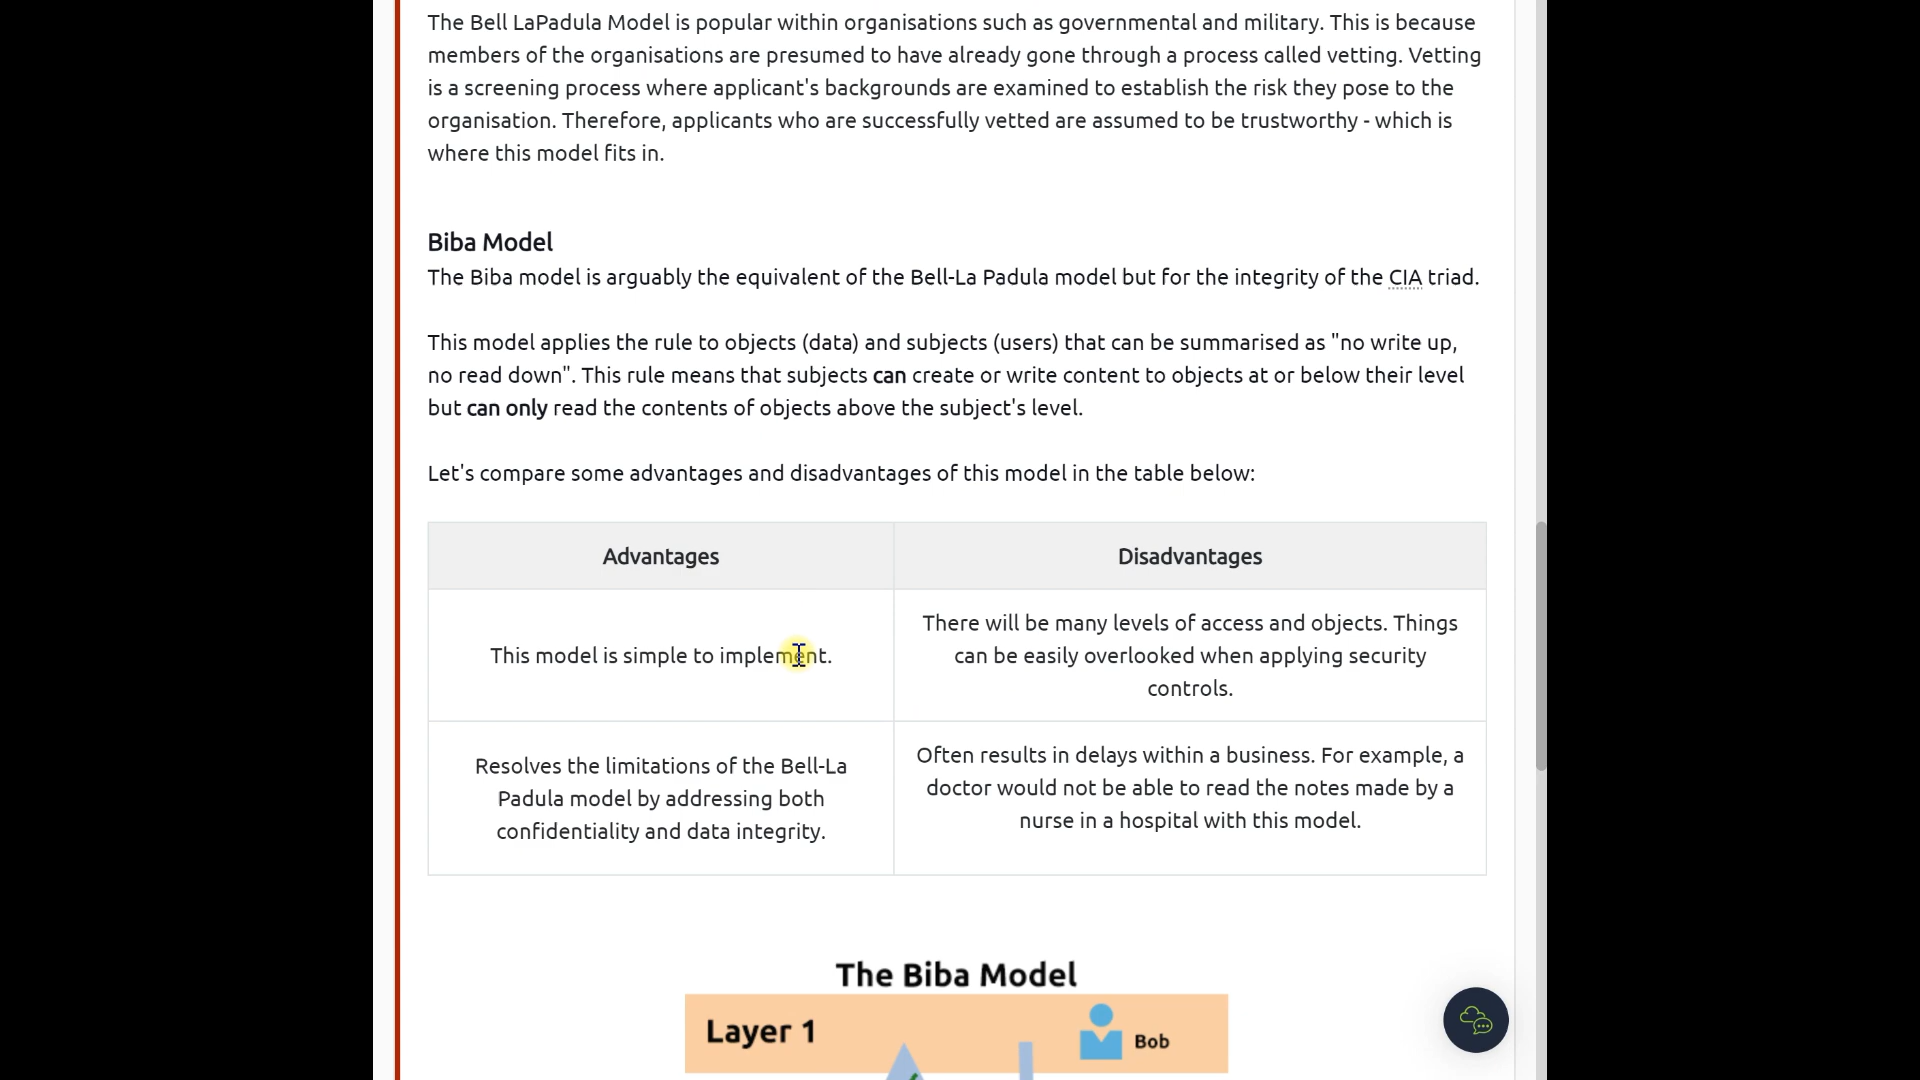 The Bell LaPadula Model is popular within organisations such as governmental and military. This is because
members of the organisations are presumed to have already gone through a process called vetting. Vetting
is a screening process where applicant's backgrounds are examined to establish the risk they pose to the
organisation. Therefore, applicants who are successfully vetted are assumed to be trustworthy - which is
where this model fits in.
Biba Model
The Biba model is arguably the equivalent of the Bell-La Padula model but for the integrity of the CIA triad.
This model applies the rule to objects (data) and subjects (users) that can be summarised as "no write up,
no read down". This rule means that subjects can create or write content to objects at or below their level
but can only read the contents of objects above the subject's level.
Let's compare some advantages and disadvantages of this model in the table below:
Advantages
Disadvantages
This model is simple to implement.
There will be many levels of access and objects. Things
can be easily overlooked when applying security
controls.
Resolves the limitations of the Bell-La
Padula model by addressing both
confidentiality and data integrity.
Often results in delays within a business. For example, a
doctor would not be able to read the notes made by a
nurse in a hospital with this model.
The Biba Model
Layer 1
Bob